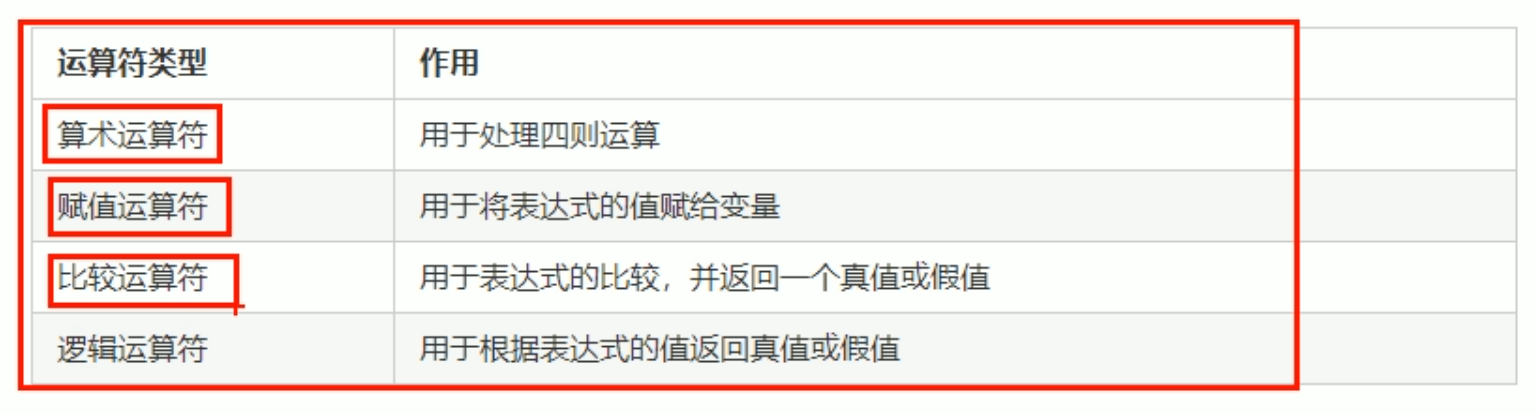 运算符类型 作用
算术运算符 用于处理四则运算
赋值运算符 用于将表达式的值赋给变量
比较运算符 用于表达式的比较，并返回一个真值或假值
逻辑运算符 用于根据表达式的值返回真值或假值